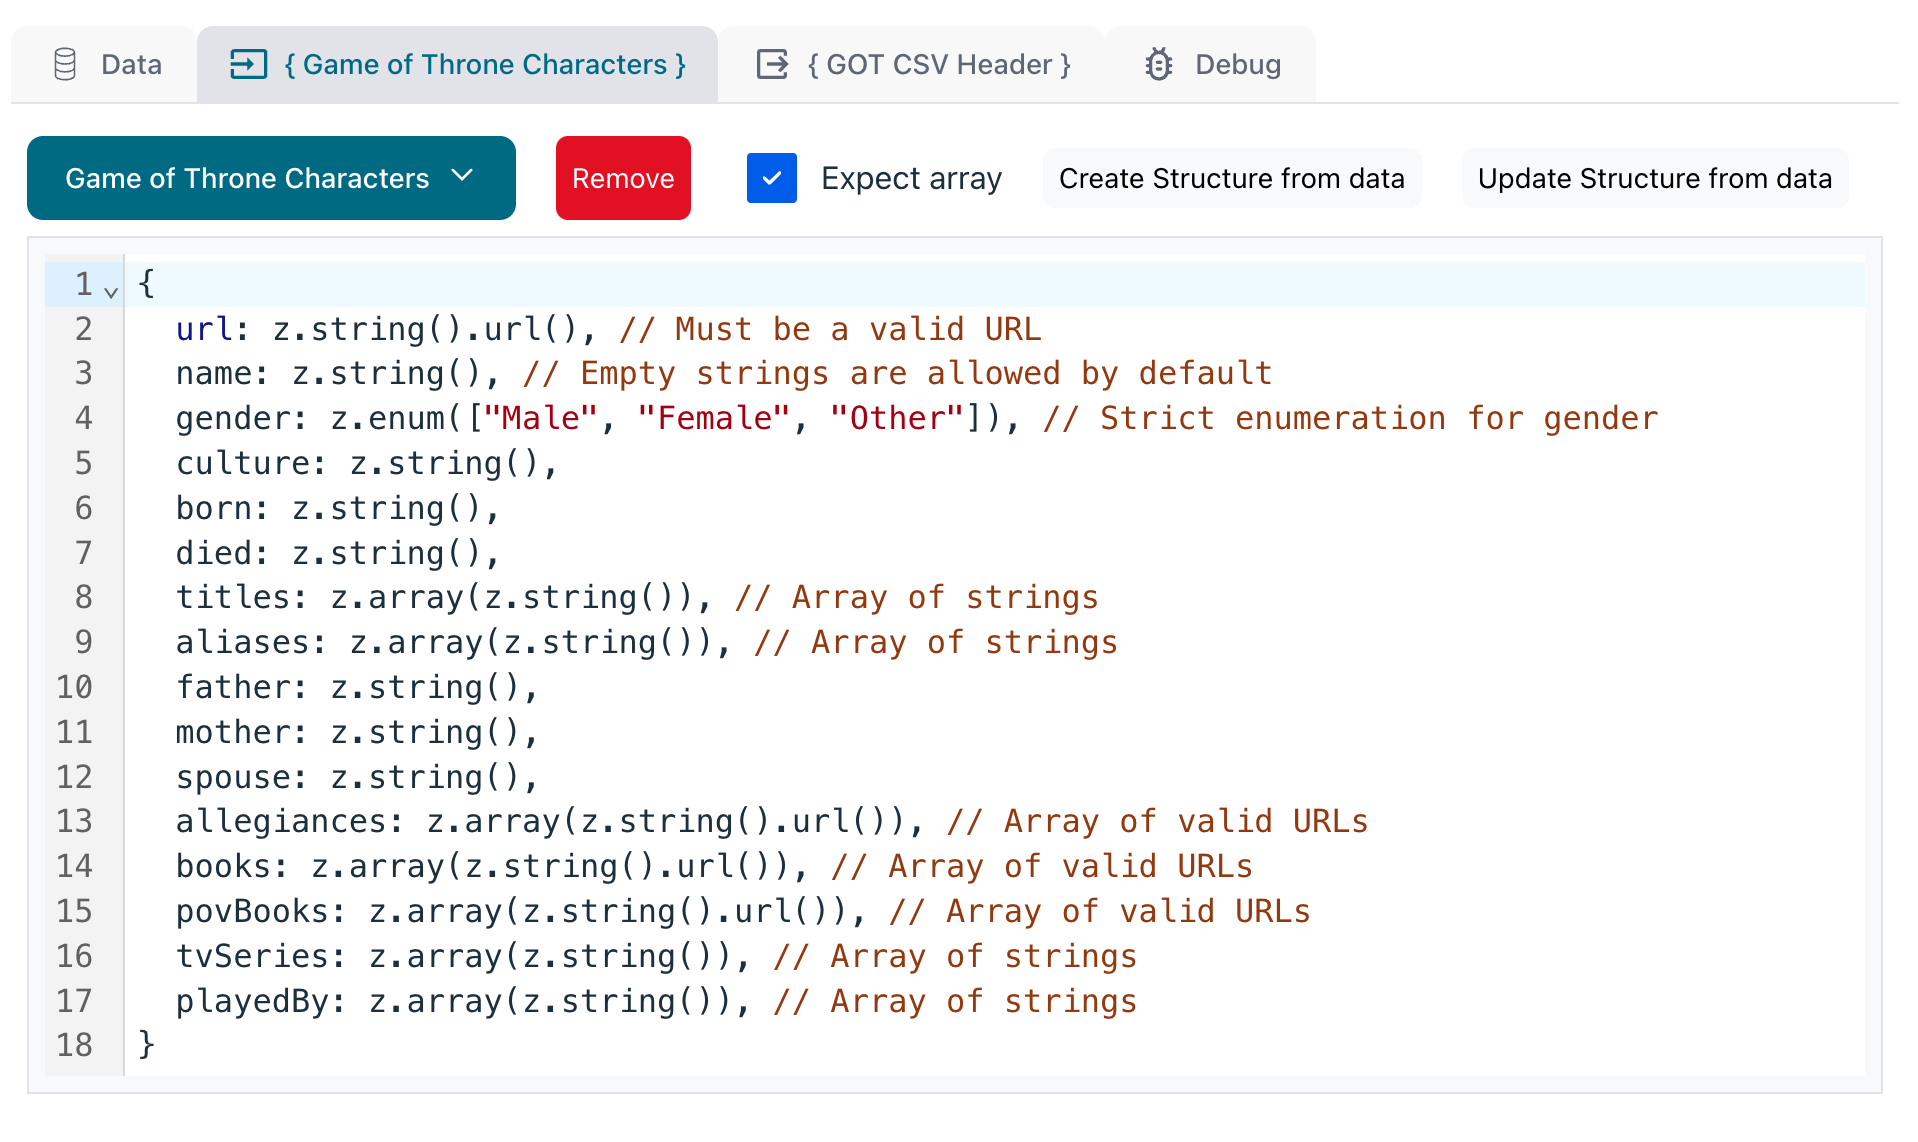 Data
{ Game of Throne Characters }
{ GOT CSV Header }
Debug
Game of Throne Characters
Remove
Expect array
Create Structure from data
Update Structure from data
1 {
2   url: z.string().url(), // Must be a valid URL
3   name: z.string(), // Empty strings are allowed by default
4   gender: z.enum(["Male", "Female", "Other"]), // Strict enumeration for gender
5   culture: z.string(),
6   born: z.string(),
7   died: z.string(),
8   titles: z.array(z.string()), // Array of strings
9   aliases: z.array(z.string()), // Array of strings
10   father: z.string(),
11   mother: z.string(),
12   spouse: z.string(),
13   allegiances: z.array(z.string().url()), // Array of valid URLs
14   books: z.array(z.string().url()), // Array of valid URLs
15   povBooks: z.array(z.string().url()), // Array of valid URLs
16   tvSeries: z.array(z.string()), // Array of strings
17   playedBy: z.array(z.string()), // Array of strings
18 }